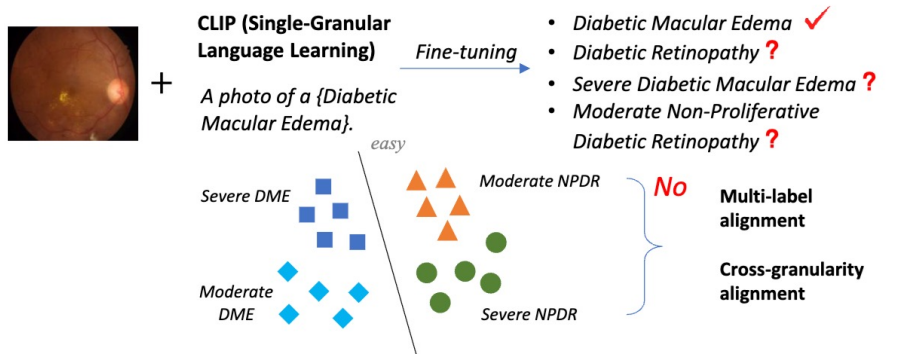 CLIP (Single-Granular
Language Learning)
A photo of a {Diabetic
Macular Edema}.
+
Fine-tuning
• Diabetic Macular Edema ✓
• Diabetic Retinopathy ?
• Severe Diabetic Macular Edema ?
• Moderate Non-Proliferative
Diabetic Retinopathy ?
easy
Severe DME
Moderate NPDR
Moderate
DME
Severe NPDR
No
Multi-label
alignment
Cross-granularity
alignment